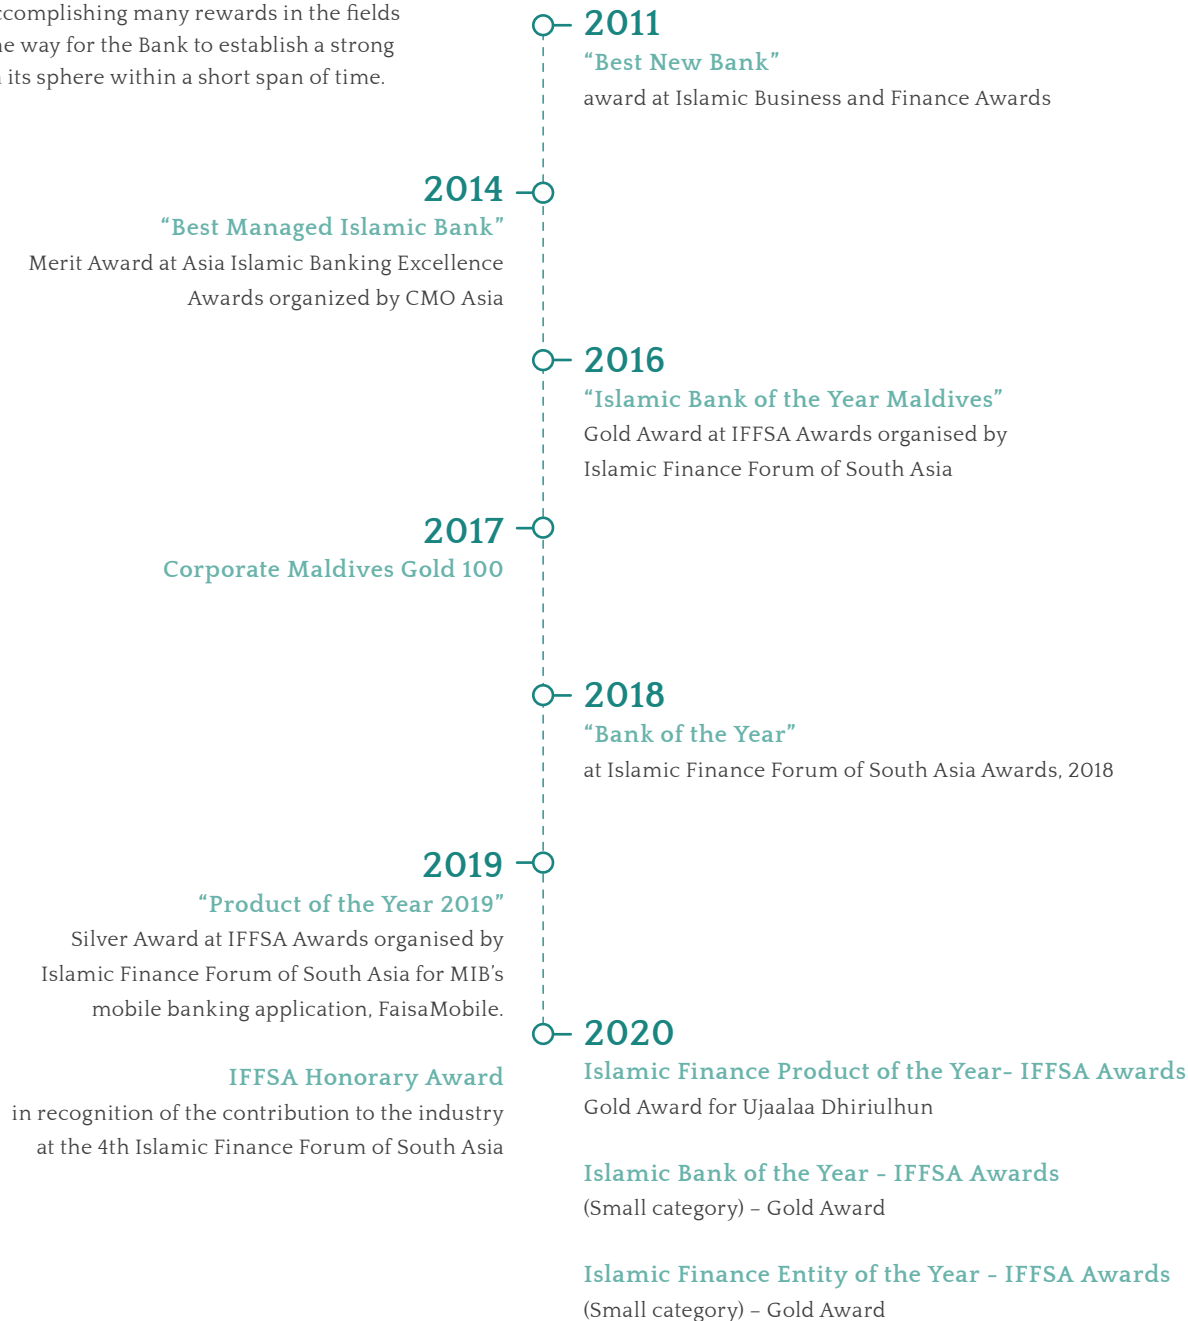 many rewards in the fields
way for the Bank to establish a strong
its sphere within a short span of time.
2011
“Best New Bank”
award at Islamic Business and Finance Awards
2014
“Best Managed Islamic Bank”
Merit Award at Asia Islamic Banking Excellence
Awards organized by CMO Asia
2016
“Islamic Bank of the Year Maldives”
Gold Award at IFFSA Awards organised by
Islamic Finance Forum of South Asia
2017
Corporate Maldives Gold 100
2018
“Bank of the Year”
at Islamic Finance Forum of South Asia Awards, 2018
2019
“Product of the Year 2019”
Silver Award at IFFSA Awards organised by
Islamic Finance Forum of South Asia for MIB’s
mobile banking application, FaisaMobile.
IFFSA Honorary Award
in recognition of the contribution to the industry
at the 4th Islamic Finance Forum of South Asia
2020
Islamic Finance Product of the Year- IFFSA Awards
Gold Award for Ujaalaa Dhiriulhun
Islamic Bank of the Year - IFFSA Awards
(Small category) – Gold Award
Islamic Finance Entity of the Year - IFFSA Awards
(Small category) – Gold Award